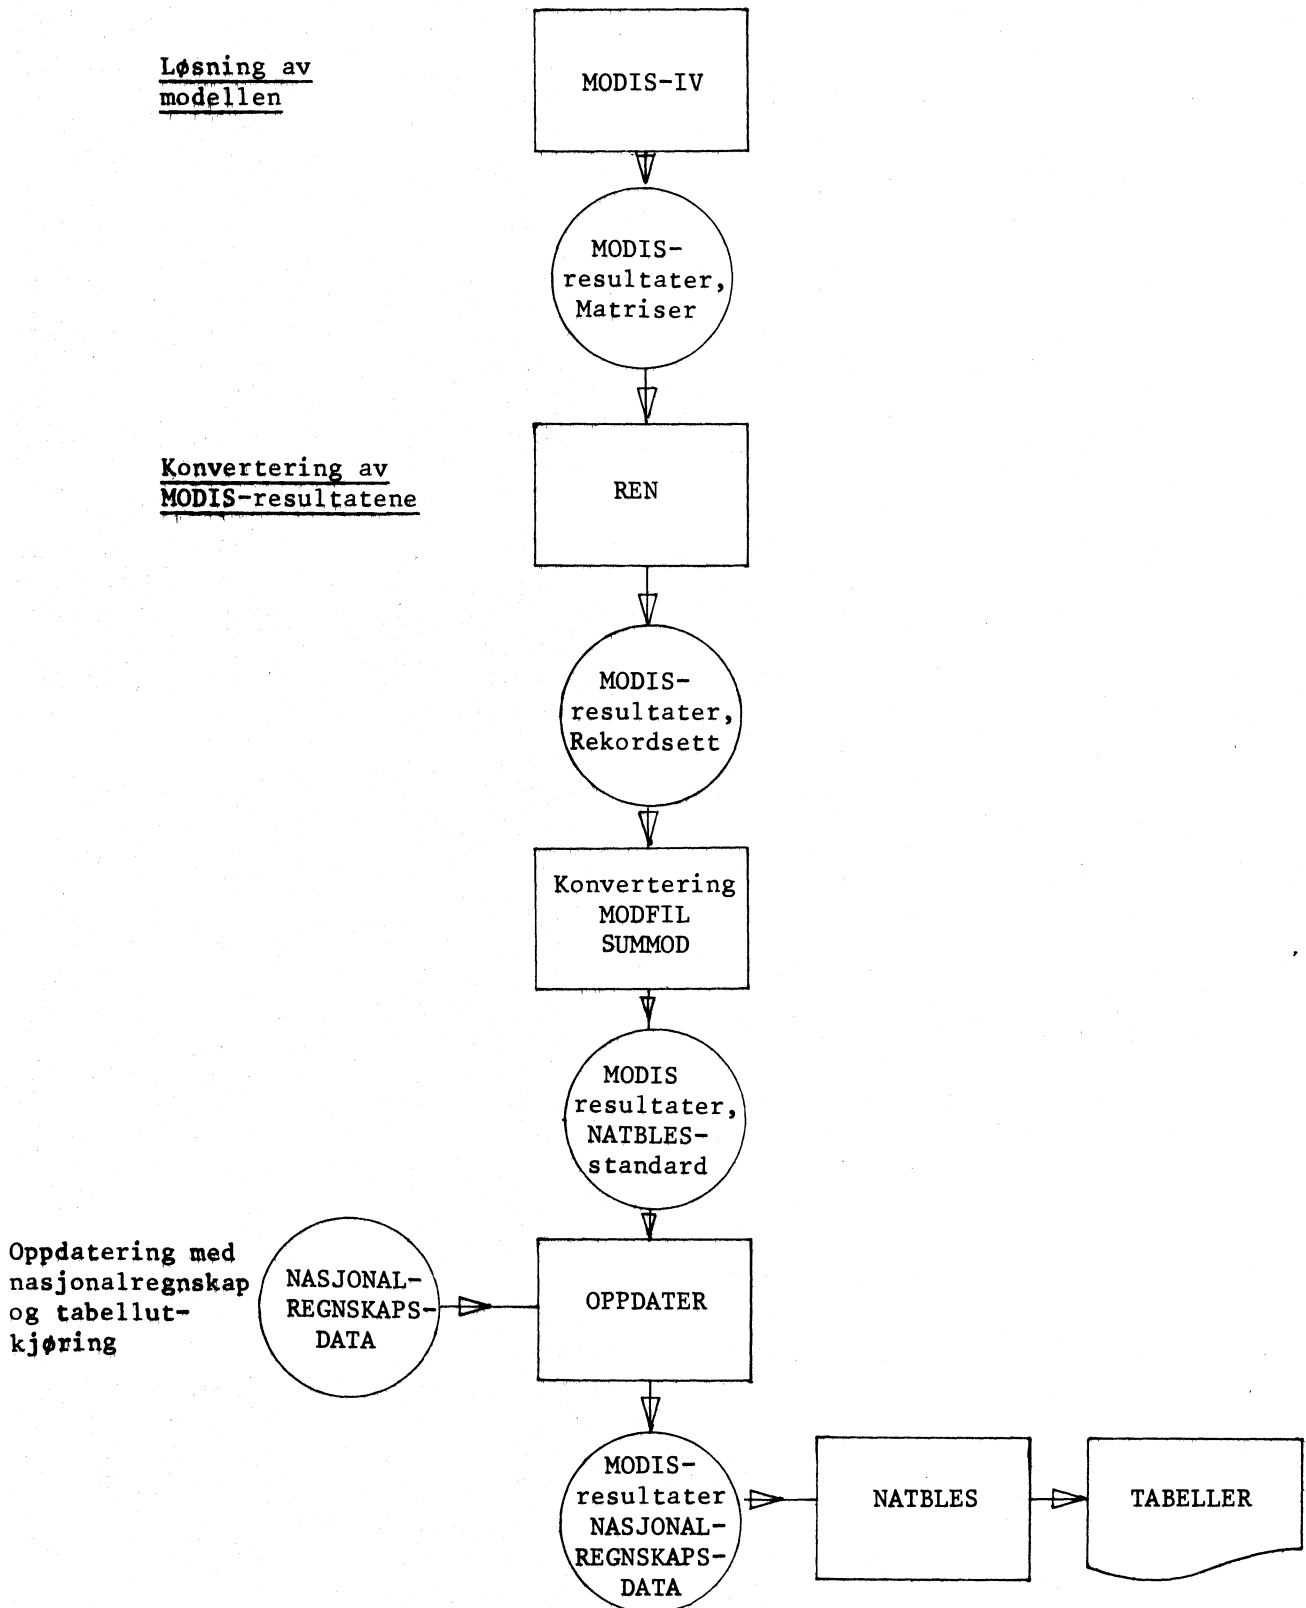 Løsning av
modellen
MODIS-IV
MODIS-
resultater,
Matriser
Konvertering av
MODIS-resultatene
REN
MODIS-
resultater,
Rekordsett
Konvertering
MODFIL
SUMMOD
MODIS
resultater,
NATBLES-
standard
Oppdatering med
nasjonalregnskap
og tabellut-
kjøring
NASJONAL-
REGNSKAPS-
DATA
OPPDATER
MODIS-
resultater
NASJONAL-
REGNSKAPS-
DATA
NATBLES
TABELLER